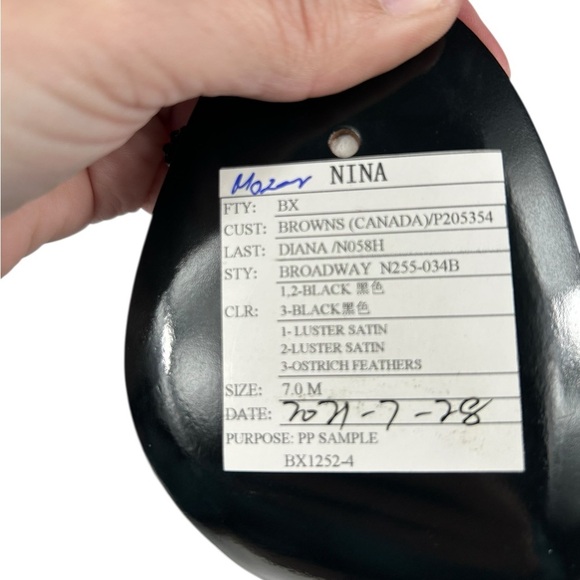 NINA
FTY: BX
CUST: BROWNS (CANADA)/P205354
LAST: DIANA /N058H
STY: BROADWAY N255-034B
1,2-BLACK 黑色
CLR: 3-BLACK黑色
1- LUSTER SATIN
2-LUSTER SATIN
3-OSTRICH FEATHERS
SIZE: 7.0 M
DATE: 2021-7-28
PURPOSE: PP SAMPLE
BX1252-4